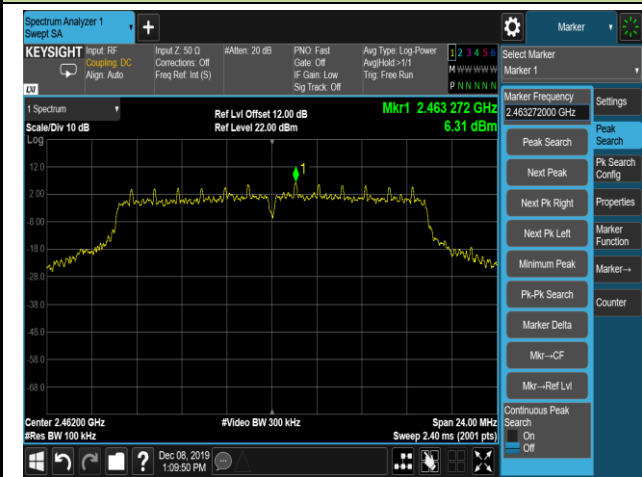 Spectrum Analyzer 1
Swept SA
+
Marker
KEYSIGHT
Input: RF
Coupling: DC
Align: Auto
Input Z: 50 Ω
Corrections: Off
Freq Ref: Int (S)
#Atten: 20 dB
PNO: Fast
Gate: Off
IF Gain: Low
Sig Track: Off
Avg Type: Log-Power
Avg|Hold:>1/1
Trig: Free Run
1 2 3 4 5 6
M W W W W W
P N N N N N
LXI
Select Marker
Marker 1
1 Spectrum
Ref Lvl Offset 12.00 dB
Mkr1 2.463 272 GHz
Scale/Div 10 dB
Ref Level 22.00 dBm
6.31 dBm
Log
12.0
2.00
-8.00
-18.0
-28.0
-38.0
-48.0
-58.0
-68.0
1
Center 2.46200 GHz
#Video BW 300 kHz
Span 24.00 MHz
#Res BW 100 kHz
Sweep 2.40 ms (2001 pts)
Marker Frequency
2.463272000 GHz
Peak Search
Next Peak
Next Pk Right
Next Pk Left
Minimum Peak
Pk-Pk Search
Marker Delta
Mkr→CF
Mkr→Ref Lvl
Continuous Peak
Search
On
Off
Settings
Peak
Search
Pk Search
Config
Properties
Marker
Function
Marker→
Counter
?
Dec 08, 2019
1:09:50 PM